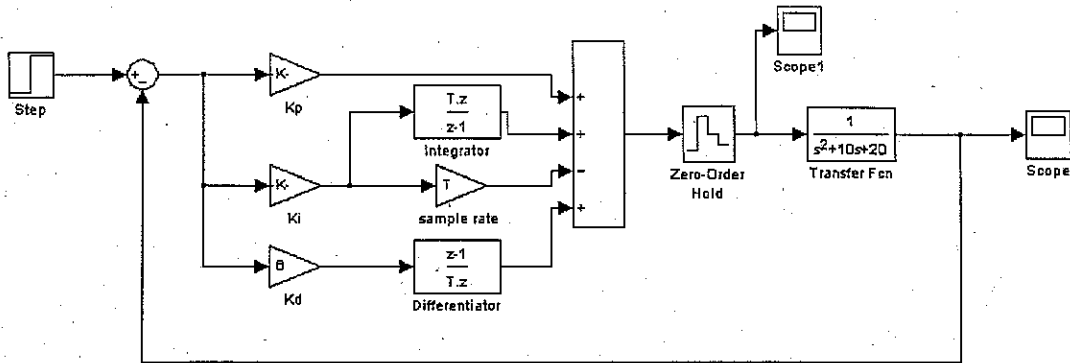 Step
+
-
K-
Kp
K-
Ki
Kd
T.z
z-1
Integrator
T
sample rate
z-1
T.z
Differentiator
+
+
-
+
Zero-Order
Hold
Scope1
1
s²+10s+20
Transfer Fcn
Scope